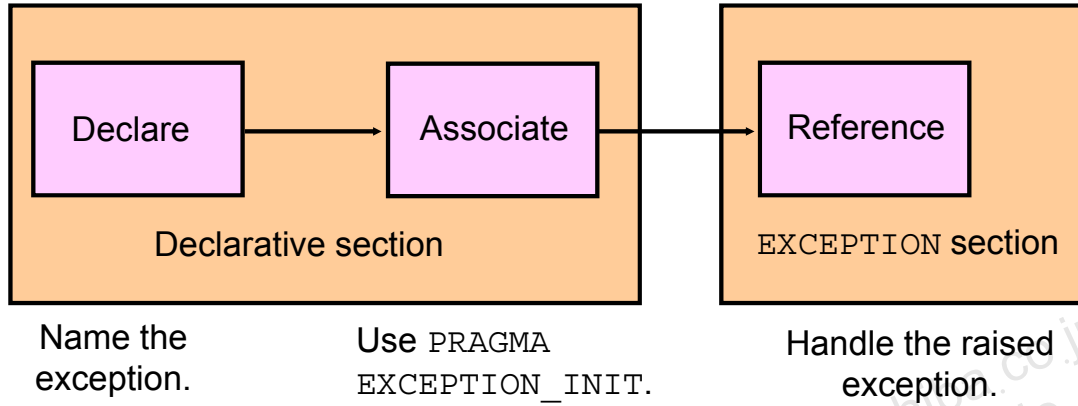 Declare
Associate
Reference
Declarative section
EXCEPTION section
Name the
exception.
Use PRAGMA
EXCEPTION_INIT.
Handle the raised
exception.